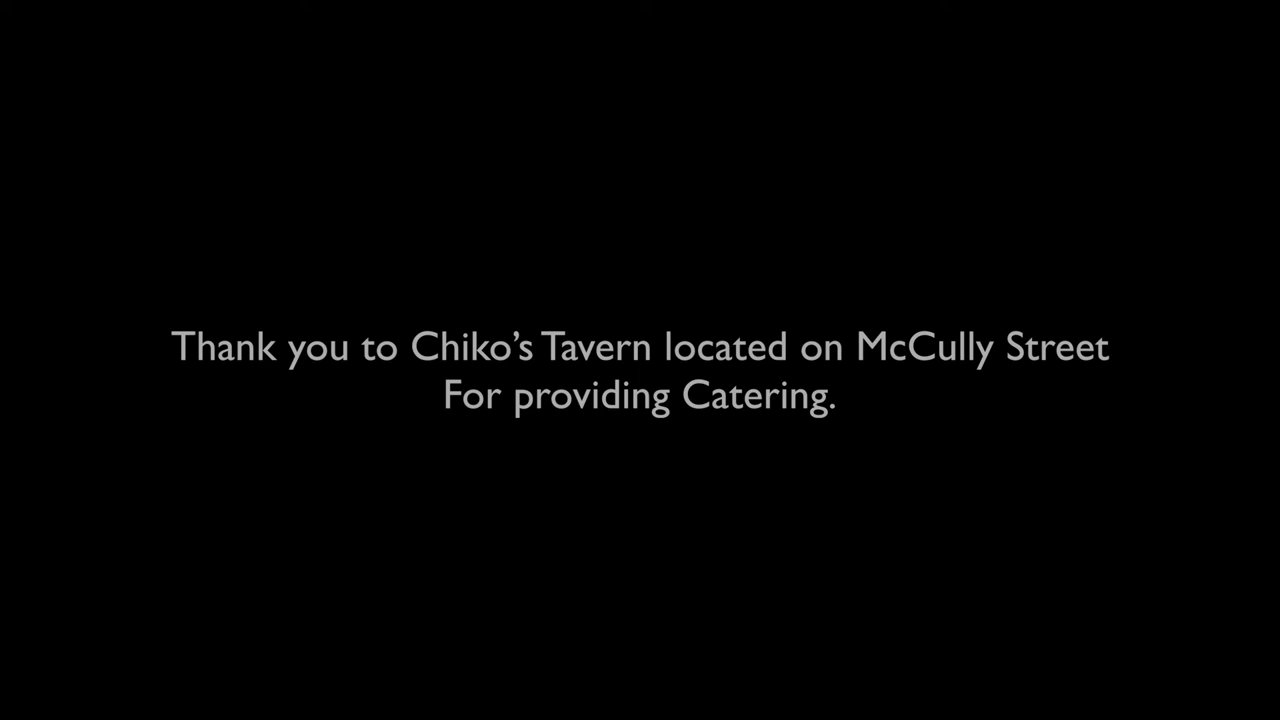 Thank you to Chiko’s Tavern located on McCully Street
For providing Catering.